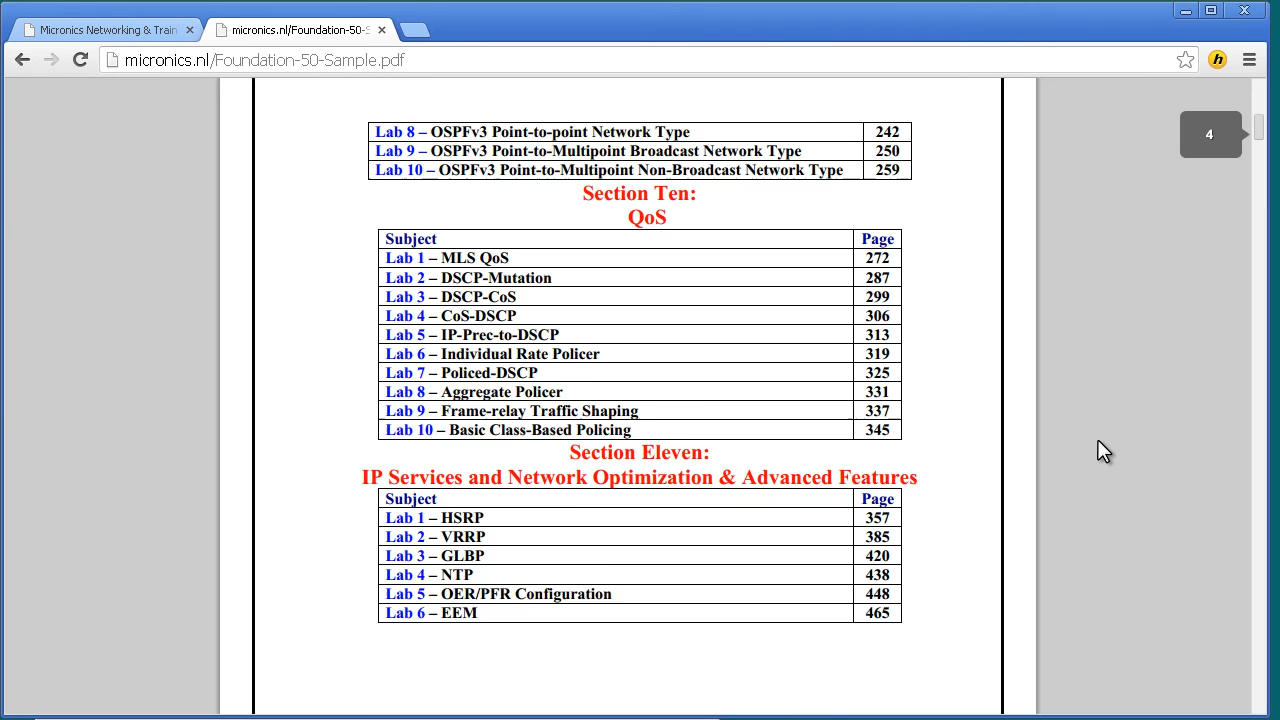 Micronics Networking & Train
micronics.nl/Foundation-50-S
micronics.nl/Foundation-50-Sample.pdf
4
Lab 8 – OSPFv3 Point-to-point Network Type 242
Lab 9 – OSPFv3 Point-to-Multipoint Broadcast Network Type 250
Lab 10 – OSPFv3 Point-to-Multipoint Non-Broadcast Network Type 259
Section Ten:
QoS
Subject Page
Lab 1 – MLS QoS 272
Lab 2 – DSCP-Mutation 287
Lab 3 – DSCP-CoS 299
Lab 4 – CoS-DSCP 306
Lab 5 – IP-Prec-to-DSCP 313
Lab 6 – Individual Rate Policer 319
Lab 7 – Policed-DSCP 325
Lab 8 – Aggregate Policer 331
Lab 9 – Frame-relay Traffic Shaping 337
Lab 10 – Basic Class-Based Policing 345
Section Eleven:
IP Services and Network Optimization & Advanced Features
Subject Page
Lab 1 – HSRP 357
Lab 2 – VRRP 385
Lab 3 – GLBP 420
Lab 4 – NTP 438
Lab 5 – OER/PFR Configuration 448
Lab 6 – EEM 465